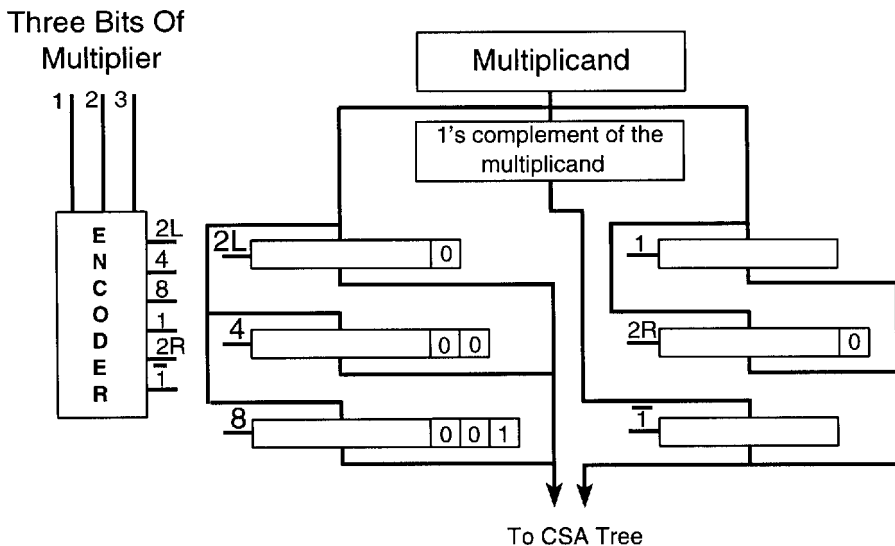 Three Bits Of
Multiplier
1 2 3
Multiplicand
1's complement of the
multiplicand
E
N
C
O
D
E
R
2L
4
8
1
2R
1̅
2L 0
4 0 0
8 0 0 1
1
2R 0
1̅
To CSA Tree